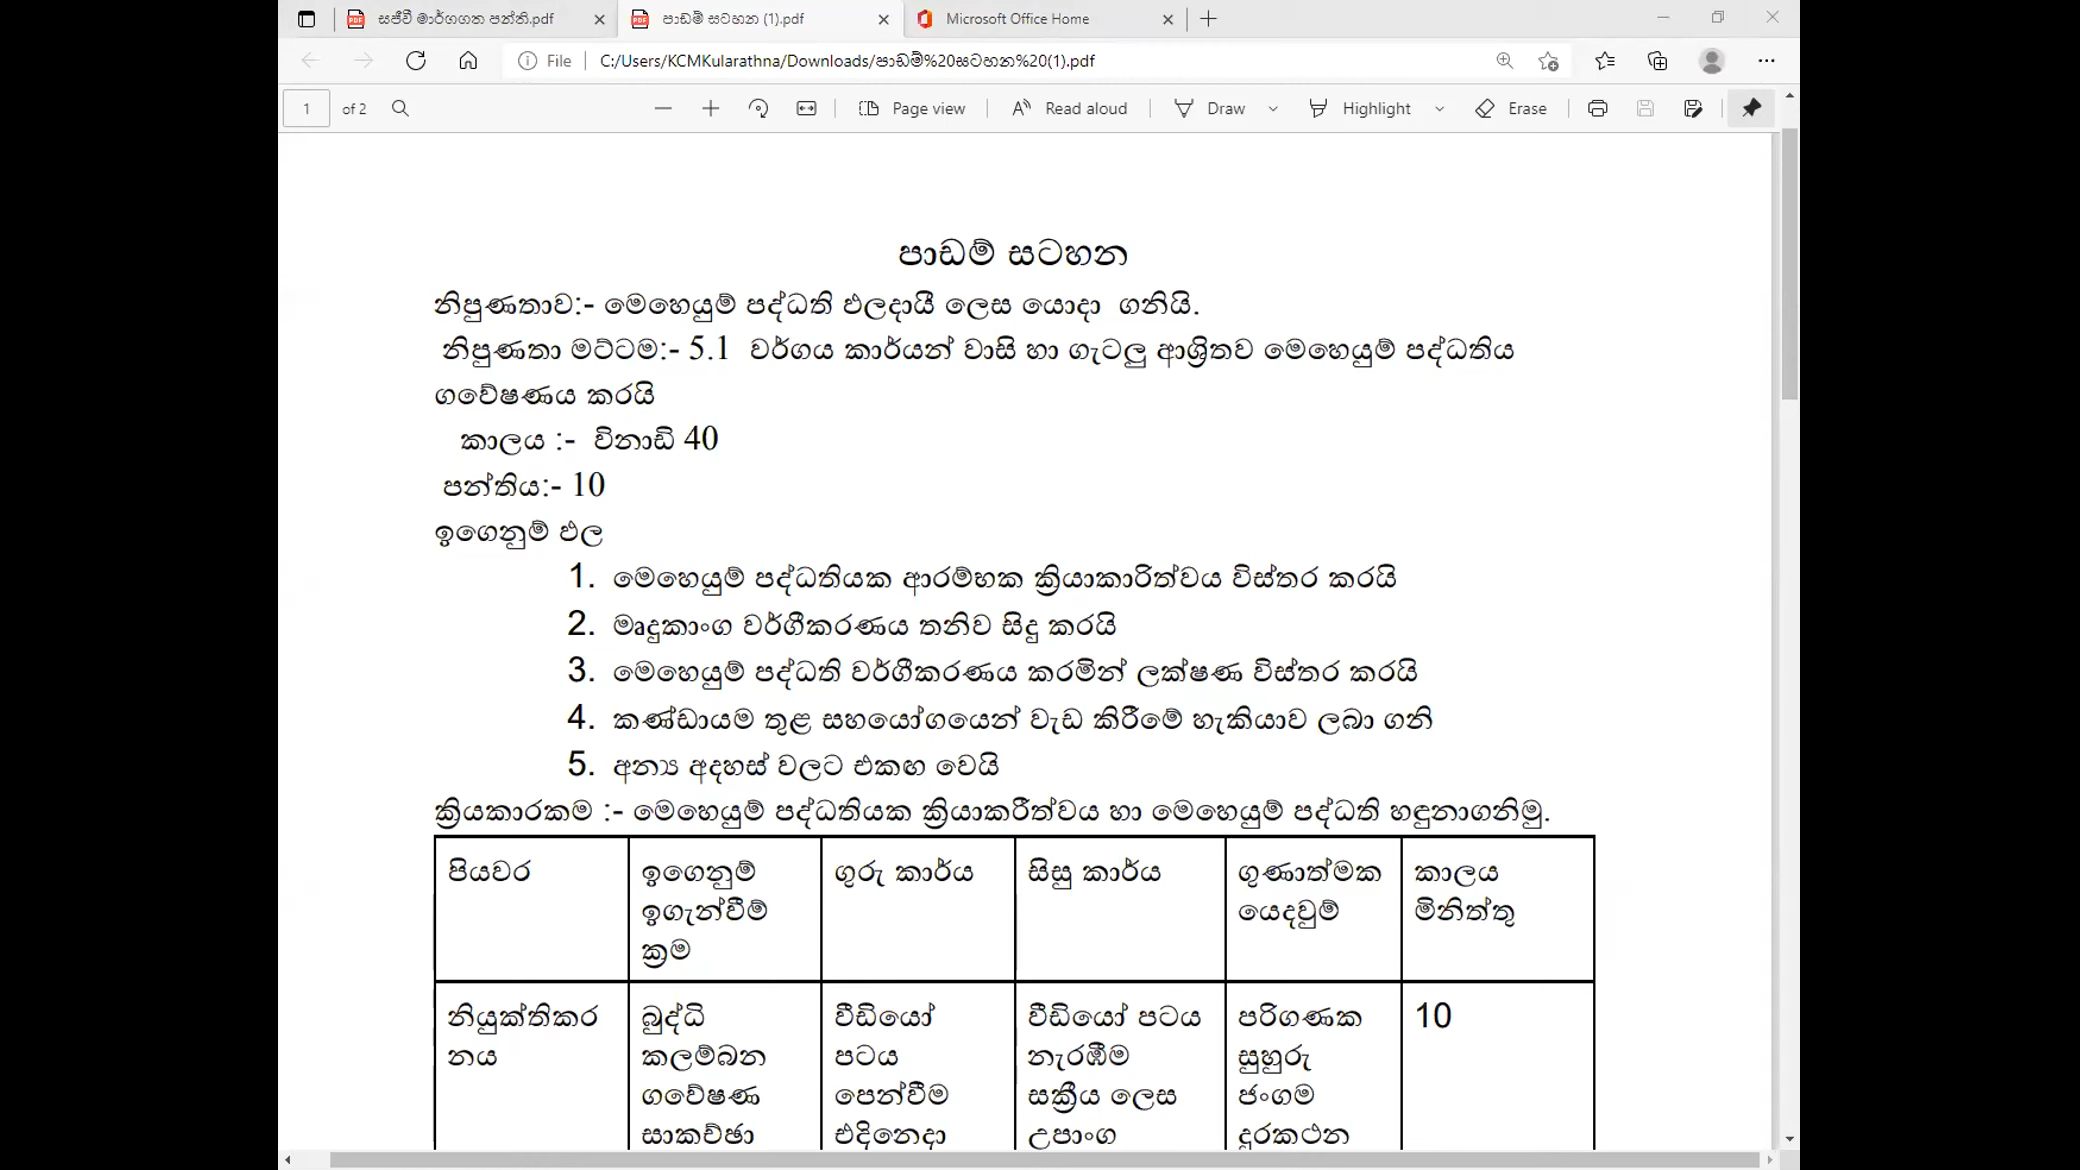 සජීවී මාර්ගගත පන්ති.pdf
පාඩම් සටහන (1).pdf
Microsoft Office Home
File
C:/Users/KCMKularathna/Downloads/පාඩම්%20සටහන%20(1).pdf
1 of 2
Page view
Read aloud
Draw
Highlight
Erase
පාඩම් සටහන
නිපුණතාව:- මෙහෙයුම් පද්ධති ඵලදායී ලෙස යොදා ගනියි.
නිපුණතා මට්ටම:- 5.1 වර්ගය කාර්යන් වාසි හා ගැටලු ආශ්‍රිතව මෙහෙයුම් පද්ධතිය
ගවේෂණය කරයි
කාලය :- විනාඩි 40
පන්තිය:- 10
ඉගෙනුම් ඵල
1. මෙහෙයුම් පද්ධතියක ආරම්භක ක්‍රියාකාරිත්වය විස්තර කරයි
2. මෘදුකාංග වර්ගීකරණය තනිව සිදු කරයි
3. මෙහෙයුම් පද්ධති වර්ගීකරණය කරමින් ලක්ෂණ විස්තර කරයි
4. කණ්ඩායම තුළ සහයෝගයෙන් වැඩ කිරීමේ හැකියාව ලබා ගනි
5. අන්‍ය අදහස් වලට එකඟ වෙයි
ක්‍රියකාරකම :- මෙහෙයුම් පද්ධතියක ක්‍රියාකරීත්වය හා මෙහෙයුම් පද්ධති හඳුනාගනිමු.
පියවර
ඉගෙනුම්
ඉගැන්වීම්
ක්‍රම
ගුරු කාර්ය
සිසු කාර්ය
ගුණාත්මක
යෙදවුම්
කාලය
මිනිත්තු
නියුක්තිකර
නය
බුද්ධි
කලම්බන
ගවේෂණ
සාකච්ඡා
වීඩියෝ
පටය
පෙන්වීම
එදිනෙදා
වීඩියෝ පටය
නැරඹීම
සක්‍රීය ලෙස
උපාංග
පරිගණක
සුහුරු
ජංගම
දුරකථන
10